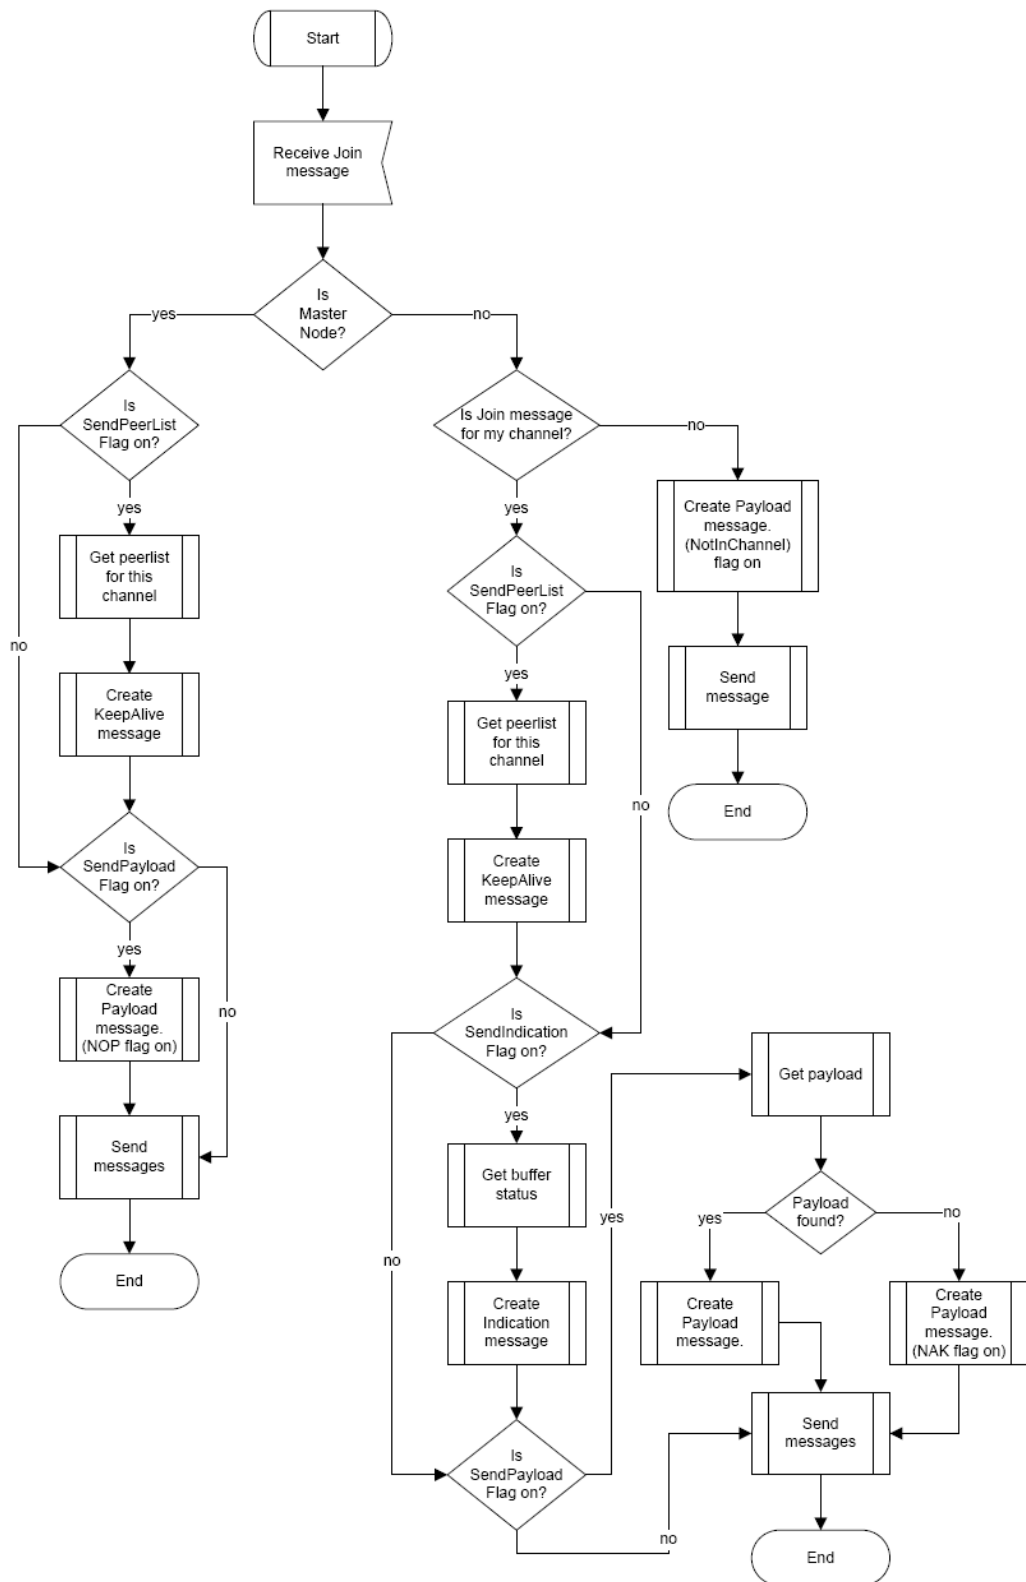 Start
Receive Join
message
Is
Master
Node?
yes
no
Is
SendPeerList
Flag on?
Is Join message
for my channel?
no
yes
yes
Create Payload
message.
(NotInChannel)
flag on
Get peerlist
for this
channel
Is
SendPeerList
Flag on?
no
Send
message
yes
Create
KeepAlive
message
Get peerlist
for this
channel
no
End
Is
SendPayload
Flag on?
Create
KeepAlive
message
yes
Create
Payload
message.
(NOP flag on)
no
Is
SendIndication
Flag on?
Get payload
yes
Send
messages
Get buffer
status
yes
Payload
found?
yes
no
no
End
Create
Indication
message
Create
Payload
message.
Create
Payload
message.
(NAK flag on)
Send
messages
Is
SendPayload
Flag on?
no
End